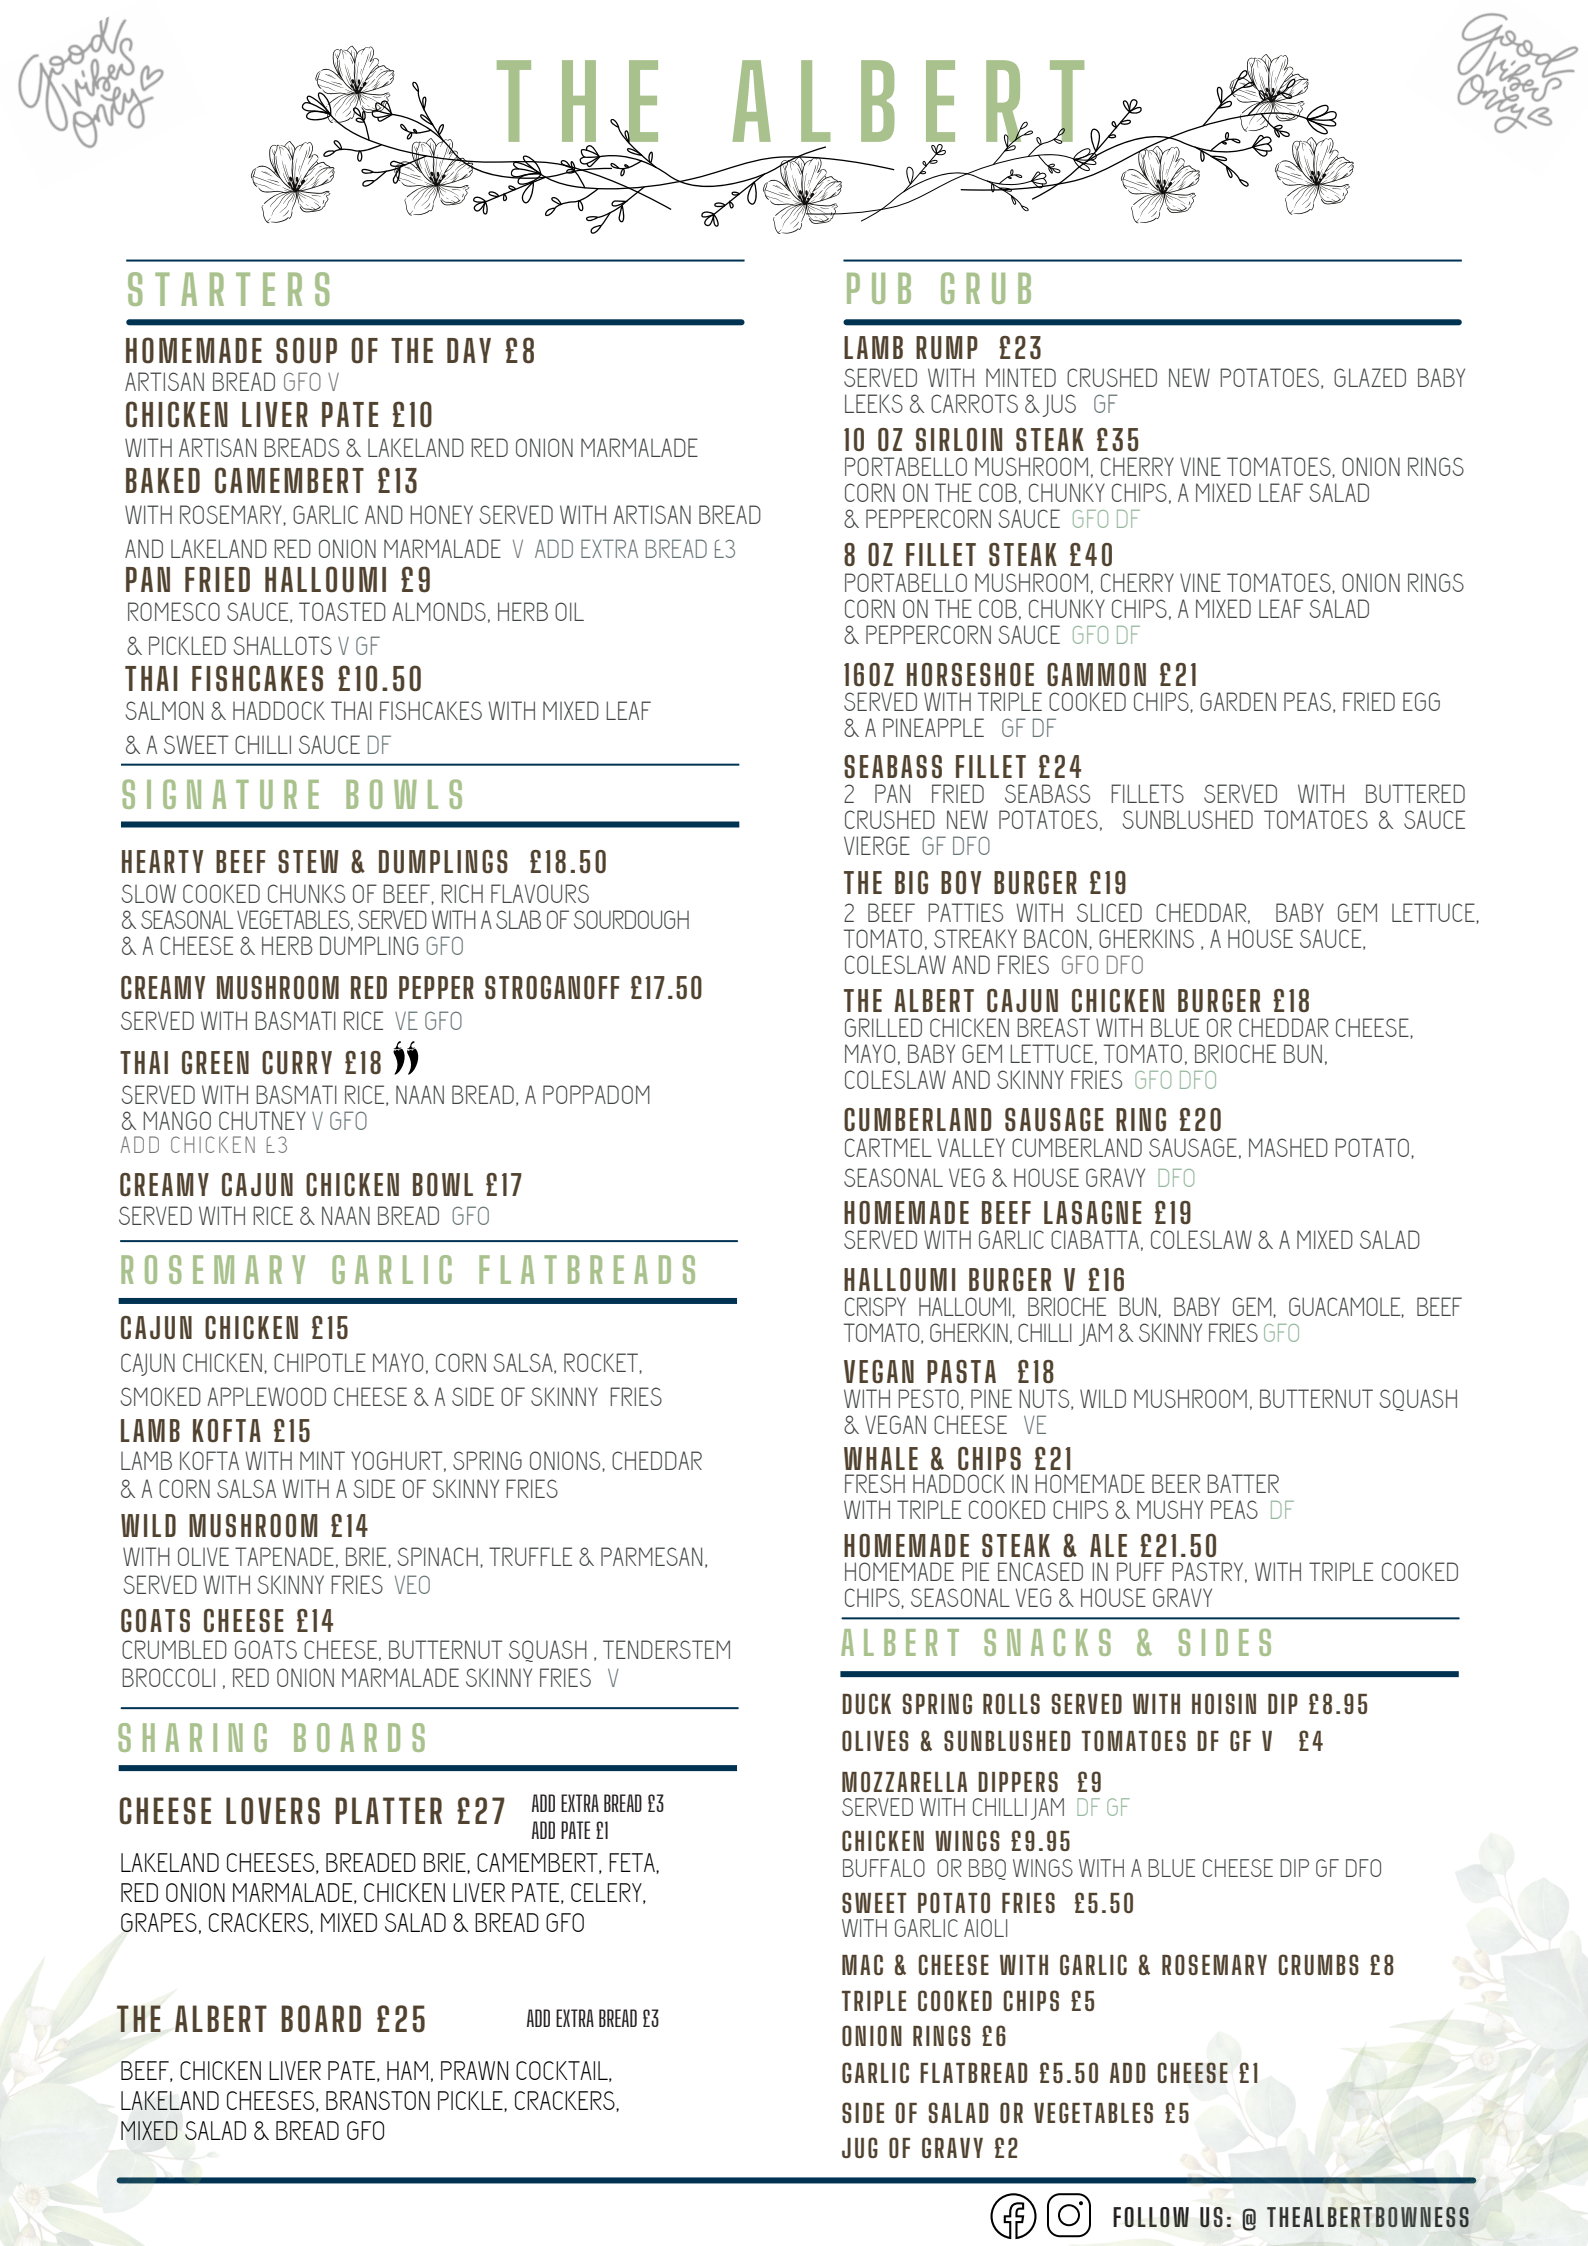 Good vibes only
Good vibes only
THE ALBERT
STARTERS
HOMEMADE SOUP OF THE DAY £8
ARTISAN BREAD GFO V
CHICKEN LIVER PATE £10
WITH ARTISAN BREADS & LAKELAND RED ONION MARMALADE
BAKED CAMEMBERT £13
WITH ROSEMARY, GARLIC AND HONEY SERVED WITH ARTISAN BREAD
AND LAKELAND RED ONION MARMALADE V ADD EXTRA BREAD £3
PAN FRIED HALLOUMI £9
ROMESCO SAUCE, TOASTED ALMONDS, HERB OIL
& PICKLED SHALLOTS V GF
THAI FISHCAKES £10.50
SALMON & HADDOCK THAI FISHCAKES WITH MIXED LEAF
& A SWEET CHILLI SAUCE DF
SIGNATURE BOWLS
HEARTY BEEF STEW & DUMPLINGS £18.50
SLOW COOKED CHUNKS OF BEEF, RICH FLAVOURS
& SEASONAL VEGETABLES, SERVED WITH A SLAB OF SOURDOUGH
& A CHEESE & HERB DUMPLING GFO
CREAMY MUSHROOM RED PEPPER STROGANOFF £17.50
SERVED WITH BASMATI RICE VE GFO
THAI GREEN CURRY £18
SERVED WITH BASMATI RICE, NAAN BREAD, A POPPADOM
& MANGO CHUTNEY V GFO
ADD CHICKEN £3
CREAMY CAJUN CHICKEN BOWL £17
SERVED WITH RICE & NAAN BREAD GFO
ROSEMARY GARLIC FLATBREADS
CAJUN CHICKEN £15
CAJUN CHICKEN, CHIPOTLE MAYO, CORN SALSA, ROCKET,
SMOKED APPLEWOOD CHEESE & A SIDE OF SKINNY FRIES
LAMB KOFTA £15
LAMB KOFTA WITH MINT YOGHURT, SPRING ONIONS, CHEDDAR
& A CORN SALSA WITH A SIDE OF SKINNY FRIES
WILD MUSHROOM £14
WITH OLIVE TAPENADE, BRIE, SPINACH, TRUFFLE & PARMESAN,
SERVED WITH SKINNY FRIES VEO
GOATS CHEESE £14
CRUMBLED GOATS CHEESE, BUTTERNUT SQUASH , TENDERSTEM
BROCCOLI , RED ONION MARMALADE SKINNY FRIES V
SHARING BOARDS
CHEESE LOVERS PLATTER £27
ADD EXTRA BREAD £3
ADD PATE £1
LAKELAND CHEESES, BREADED BRIE, CAMEMBERT, FETA,
RED ONION MARMALADE, CHICKEN LIVER PATE, CELERY,
GRAPES, CRACKERS, MIXED SALAD & BREAD GFO
THE ALBERT BOARD £25
ADD EXTRA BREAD £3
BEEF, CHICKEN LIVER PATE, HAM, PRAWN COCKTAIL,
LAKELAND CHEESES, BRANSTON PICKLE, CRACKERS,
MIXED SALAD & BREAD GFO
PUB GRUB
LAMB RUMP £23
SERVED WITH MINTED CRUSHED NEW POTATOES, GLAZED BABY
LEEKS & CARROTS & JUS GF
10 OZ SIRLOIN STEAK £35
PORTABELLO MUSHROOM, CHERRY VINE TOMATOES, ONION RINGS
CORN ON THE COB, CHUNKY CHIPS, A MIXED LEAF SALAD
& PEPPERCORN SAUCE GFO DF
8 OZ FILLET STEAK £40
PORTABELLO MUSHROOM, CHERRY VINE TOMATOES, ONION RINGS
CORN ON THE COB, CHUNKY CHIPS, A MIXED LEAF SALAD
& PEPPERCORN SAUCE GFO DF
16OZ HORSESHOE GAMMON £21
SERVED WITH TRIPLE COOKED CHIPS, GARDEN PEAS, FRIED EGG
& A PINEAPPLE GF DF
SEABASS FILLET £24
2 PAN FRIED SEABASS FILLETS SERVED WITH BUTTERED
CRUSHED NEW POTATOES, SUNBLUSHED TOMATOES & SAUCE
VIERGE GF DFO
THE BIG BOY BURGER £19
2 BEEF PATTIES WITH SLICED CHEDDAR, BABY GEM LETTUCE,
TOMATO, STREAKY BACON, GHERKINS , A HOUSE SAUCE,
COLESLAW AND FRIES GFO DFO
THE ALBERT CAJUN CHICKEN BURGER £18
GRILLED CHICKEN BREAST WITH BLUE OR CHEDDAR CHEESE,
MAYO, BABY GEM LETTUCE, TOMATO, BRIOCHE BUN,
COLESLAW AND SKINNY FRIES GFO DFO
CUMBERLAND SAUSAGE RING £20
CARTMEL VALLEY CUMBERLAND SAUSAGE, MASHED POTATO,
SEASONAL VEG & HOUSE GRAVY DFO
HOMEMADE BEEF LASAGNE £19
SERVED WITH GARLIC CIABATTA, COLESLAW & A MIXED SALAD
HALLOUMI BURGER V £16
CRISPY HALLOUMI, BRIOCHE BUN, BABY GEM, GUACAMOLE, BEEF
TOMATO, GHERKIN, CHILLI JAM & SKINNY FRIES GFO
VEGAN PASTA £18
WITH PESTO, PINE NUTS, WILD MUSHROOM, BUTTERNUT SQUASH
& VEGAN CHEESE VE
WHALE & CHIPS £21
FRESH HADDOCK IN HOMEMADE BEER BATTER
WITH TRIPLE COOKED CHIPS & MUSHY PEAS DF
HOMEMADE STEAK & ALE £21.50
HOMEMADE PIE ENCASED IN PUFF PASTRY, WITH TRIPLE COOKED
CHIPS, SEASONAL VEG & HOUSE GRAVY
ALBERT SNACKS & SIDES
DUCK SPRING ROLLS SERVED WITH HOISIN DIP £8.95
OLIVES & SUNBLUSHED TOMATOES DF GF V £4
MOZZARELLA DIPPERS £9
SERVED WITH CHILLI JAM DF GF
CHICKEN WINGS £9.95
BUFFALO OR BBQ WINGS WITH A BLUE CHEESE DIP GF DFO
SWEET POTATO FRIES £5.50
WITH GARLIC AIOLI
MAC & CHEESE WITH GARLIC & ROSEMARY CRUMBS £8
TRIPLE COOKED CHIPS £5
ONION RINGS £6
GARLIC FLATBREAD £5.50 ADD CHEESE £1
SIDE OF SALAD OR VEGETABLES £5
JUG OF GRAVY £2
FOLLOW US: @ THEALBERTBOWNESS